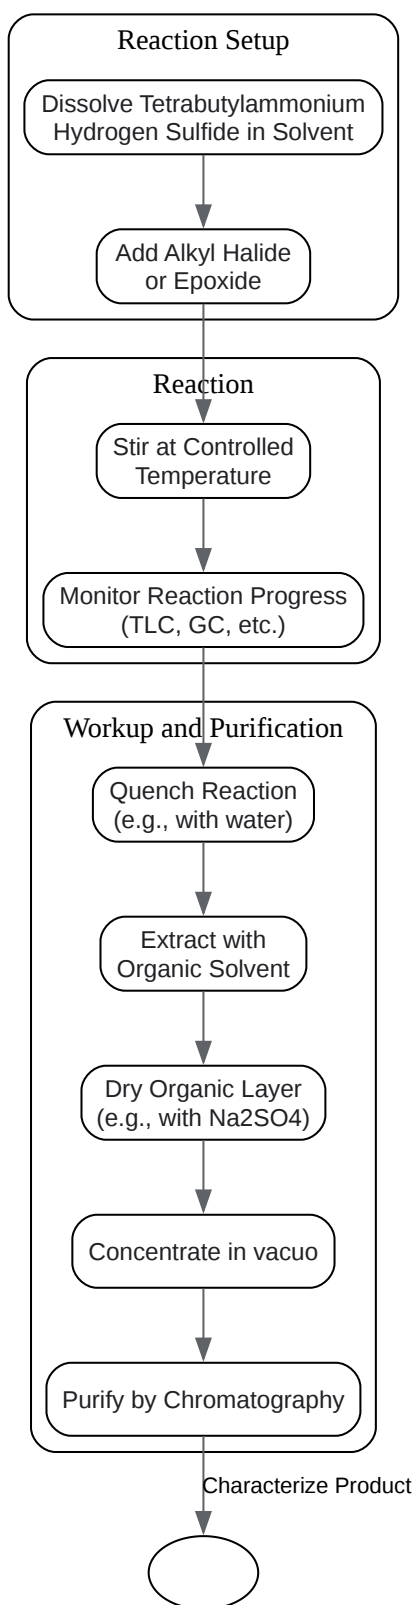 Reaction Setup
Dissolve Tetrabutylammonium
Hydrogen Sulfide in Solvent
Add Alkyl Halide
or Epoxide
Reaction
Stir at Controlled
Temperature
Monitor Reaction Progress
(TLC, GC, etc.)
Workup and Purification
Quench Reaction
(e.g., with water)
Extract with
Organic Solvent
Dry Organic Layer
(e.g., with Na2SO4)
Concentrate in vacuo
Purify by Chromatography
Characterize Product